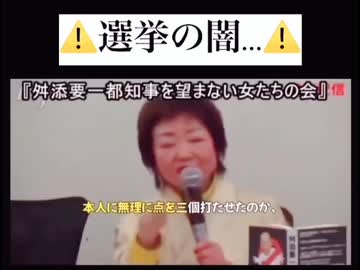 ⚠️選挙の闇...⚠️
『舛添要一都知事を望まない女たちの会』
信
本人に無理に点を三個打たせたのか、